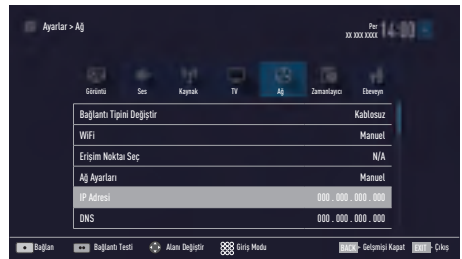 Ayarlar > Ağ
Per
XX XXX XXXX 14:00
Görüntü Ses Kaynak TV Ağ Zamanlayıcı Ebeveyn
Bağlantı Tipini Değiştir Kablosuz
WiFi Manuel
Erişim Noktaı Seç N/A
Ağ Ayarları Manuel
IP Adresi 000 . 000 . 000 . 000
DNS 000 . 000 . 000 . 000
Bağlan Bağlantı Testi Alanı Değiştir Giriş Modu BACK - Gelşmişi Kapat EXIT - Çıkış